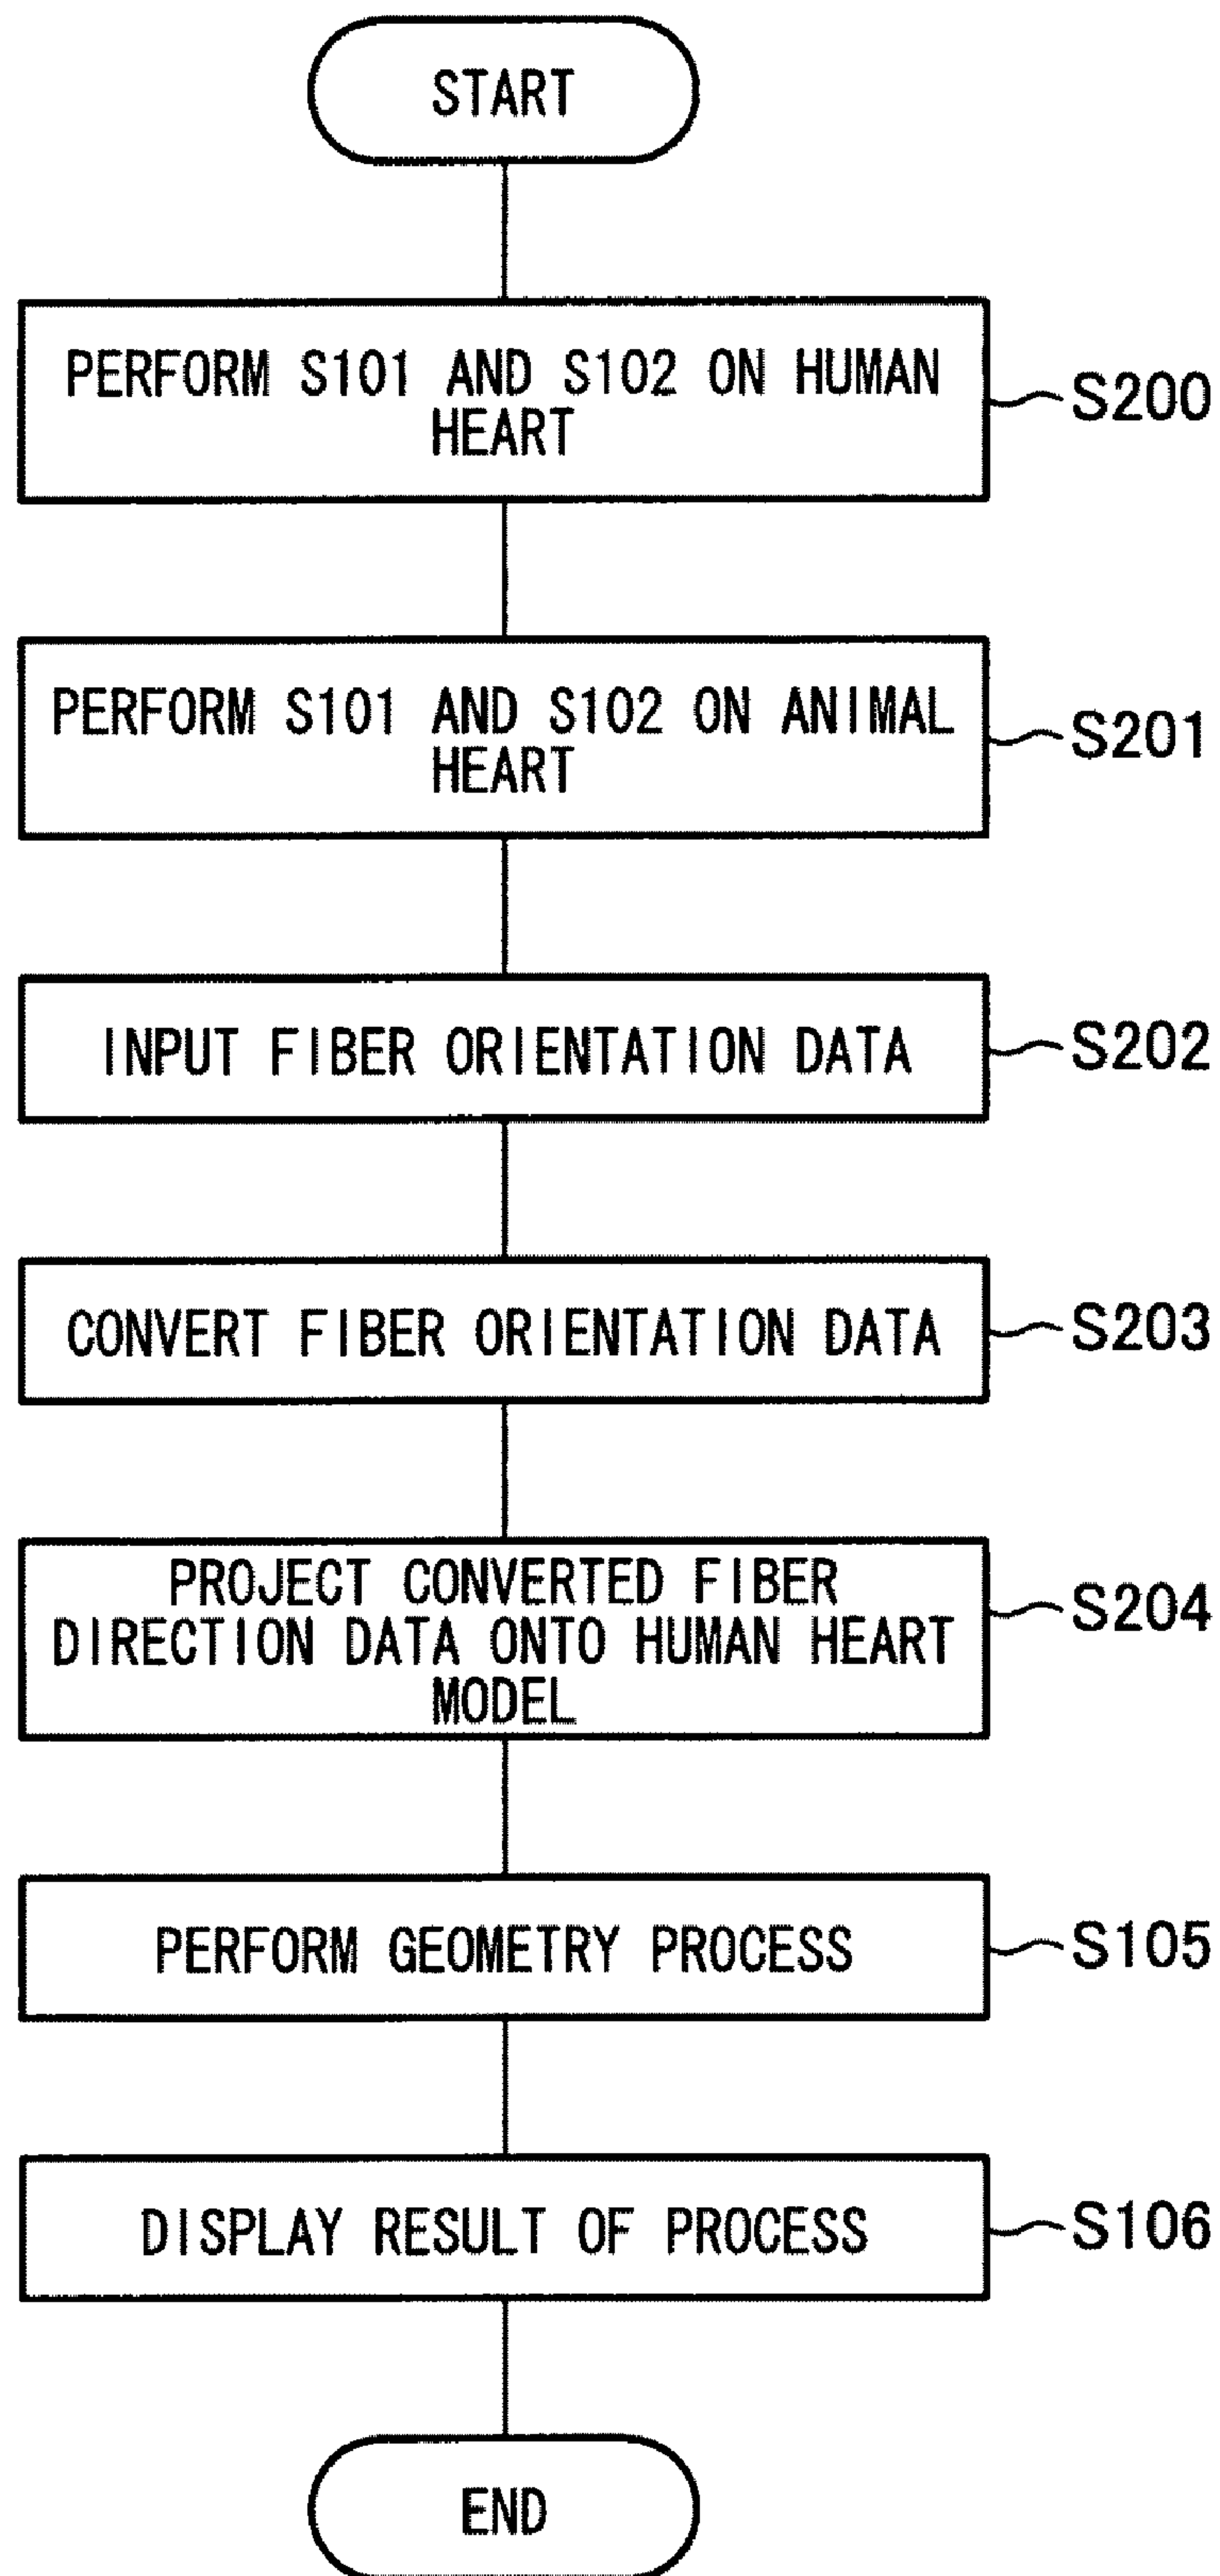 START
PERFORM S101 AND S102 ON HUMAN
HEART
S200
PERFORM S101 AND S102 ON ANIMAL
HEART
S201
INPUT FIBER ORIENTATION DATA
S202
CONVERT FIBER ORIENTATION DATA
S203
PROJECT CONVERTED FIBER
DIRECTION DATA ONTO HUMAN HEART
MODEL
S204
PERFORM GEOMETRY PROCESS
S105
DISPLAY RESULT OF PROCESS
S106
END